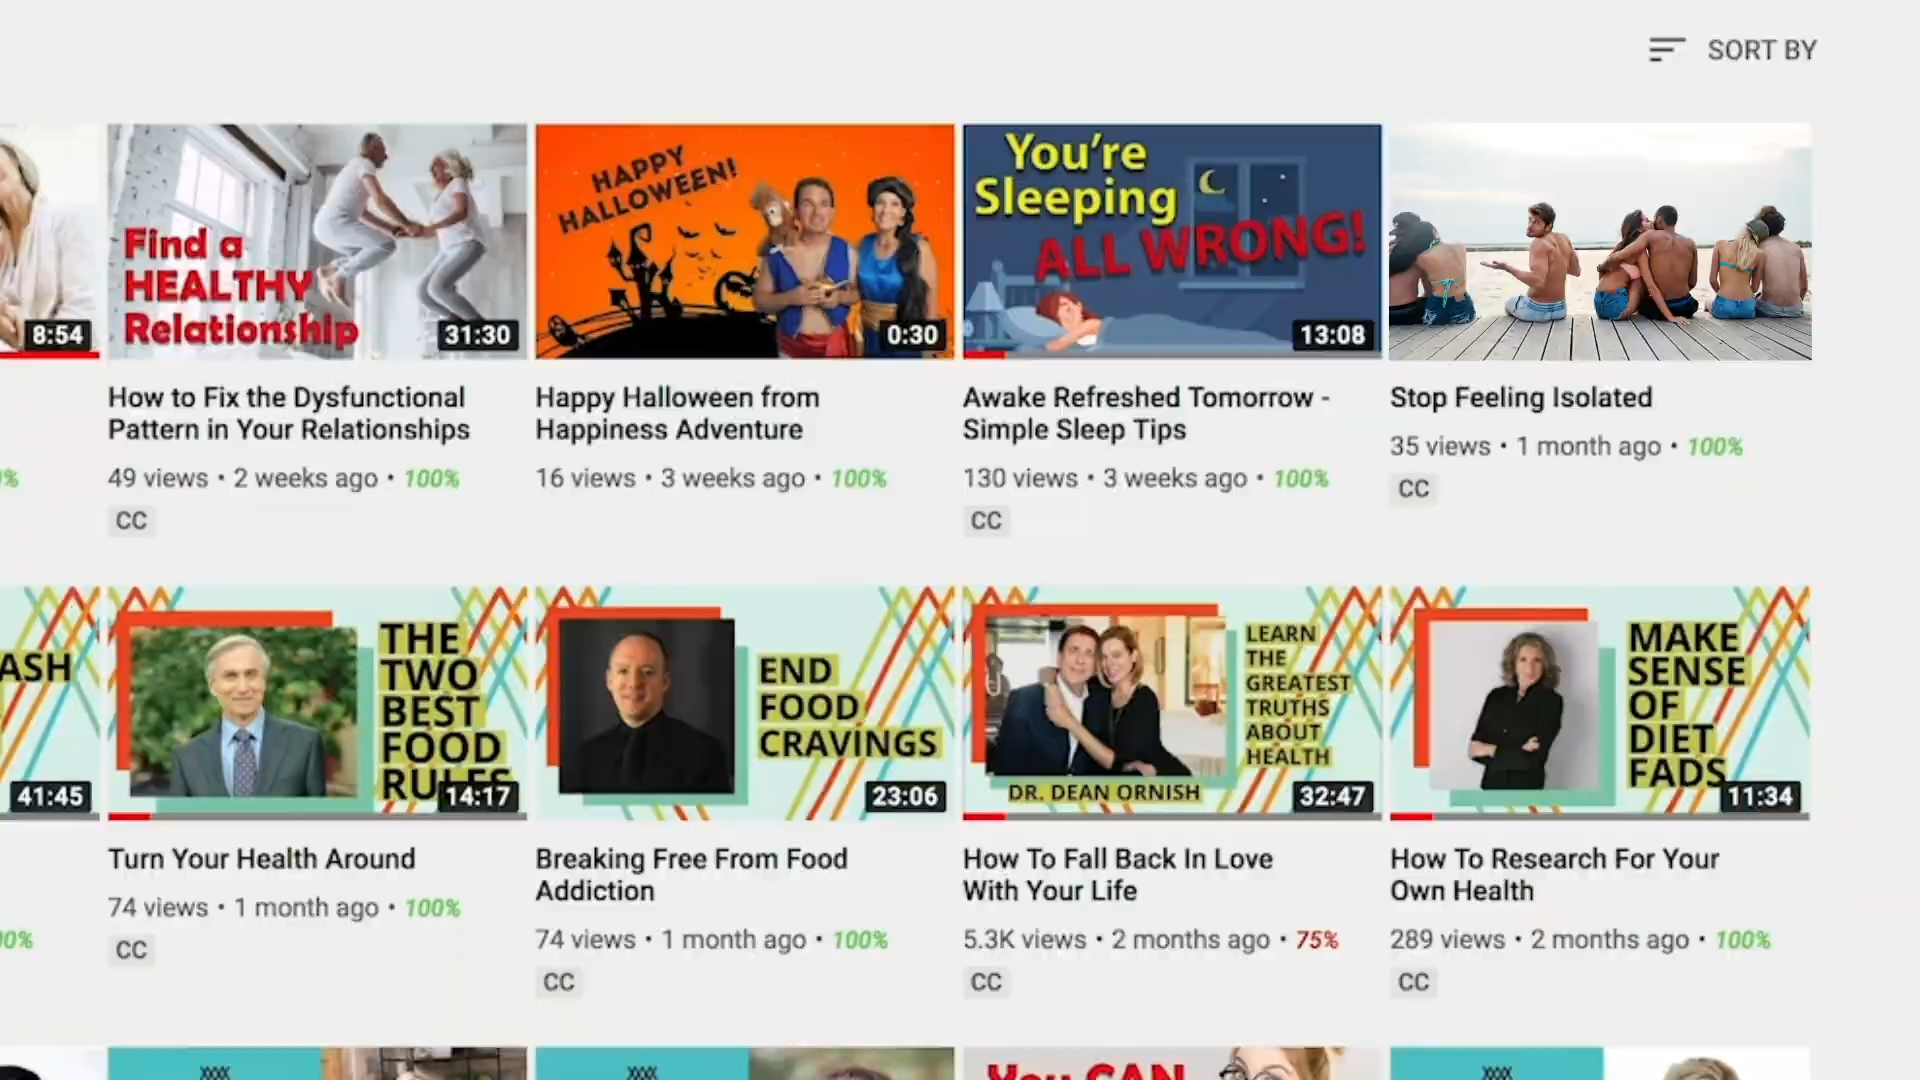 SORT BY
Find a
HEALTHY
Relationship
HAPPY
HALLOWEEN!
You're
Sleeping
ALL WRONG!
8:54
31:30
0:30
13:08
How to Fix the Dysfunctional
Pattern in Your Relationships
49 views • 2 weeks ago • 100%
CC
Happy Halloween from
Happiness Adventure
16 views • 3 weeks ago • 100%
Awake Refreshed Tomorrow -
Simple Sleep Tips
130 views • 3 weeks ago • 100%
CC
Stop Feeling Isolated
35 views • 1 month ago • 100%
CC
0%
ASH
41:45
THE
TWO
BEST
FOOD
RULES
14:17
END
FOOD
CRAVINGS
23:06
LEARN
THE
GREATEST
TRUTHS
ABOUT
HEALTH
DR. DEAN ORNISH
32:47
MAKE
SENSE
OF
DIET
FADS
11:34
00%
Turn Your Health Around
74 views • 1 month ago • 100%
CC
Breaking Free From Food
Addiction
74 views • 1 month ago • 100%
CC
How To Fall Back In Love
With Your Life
5.3K views • 2 months ago • 75%
CC
How To Research For Your
Own Health
289 views • 2 months ago • 100%
CC
You CAN